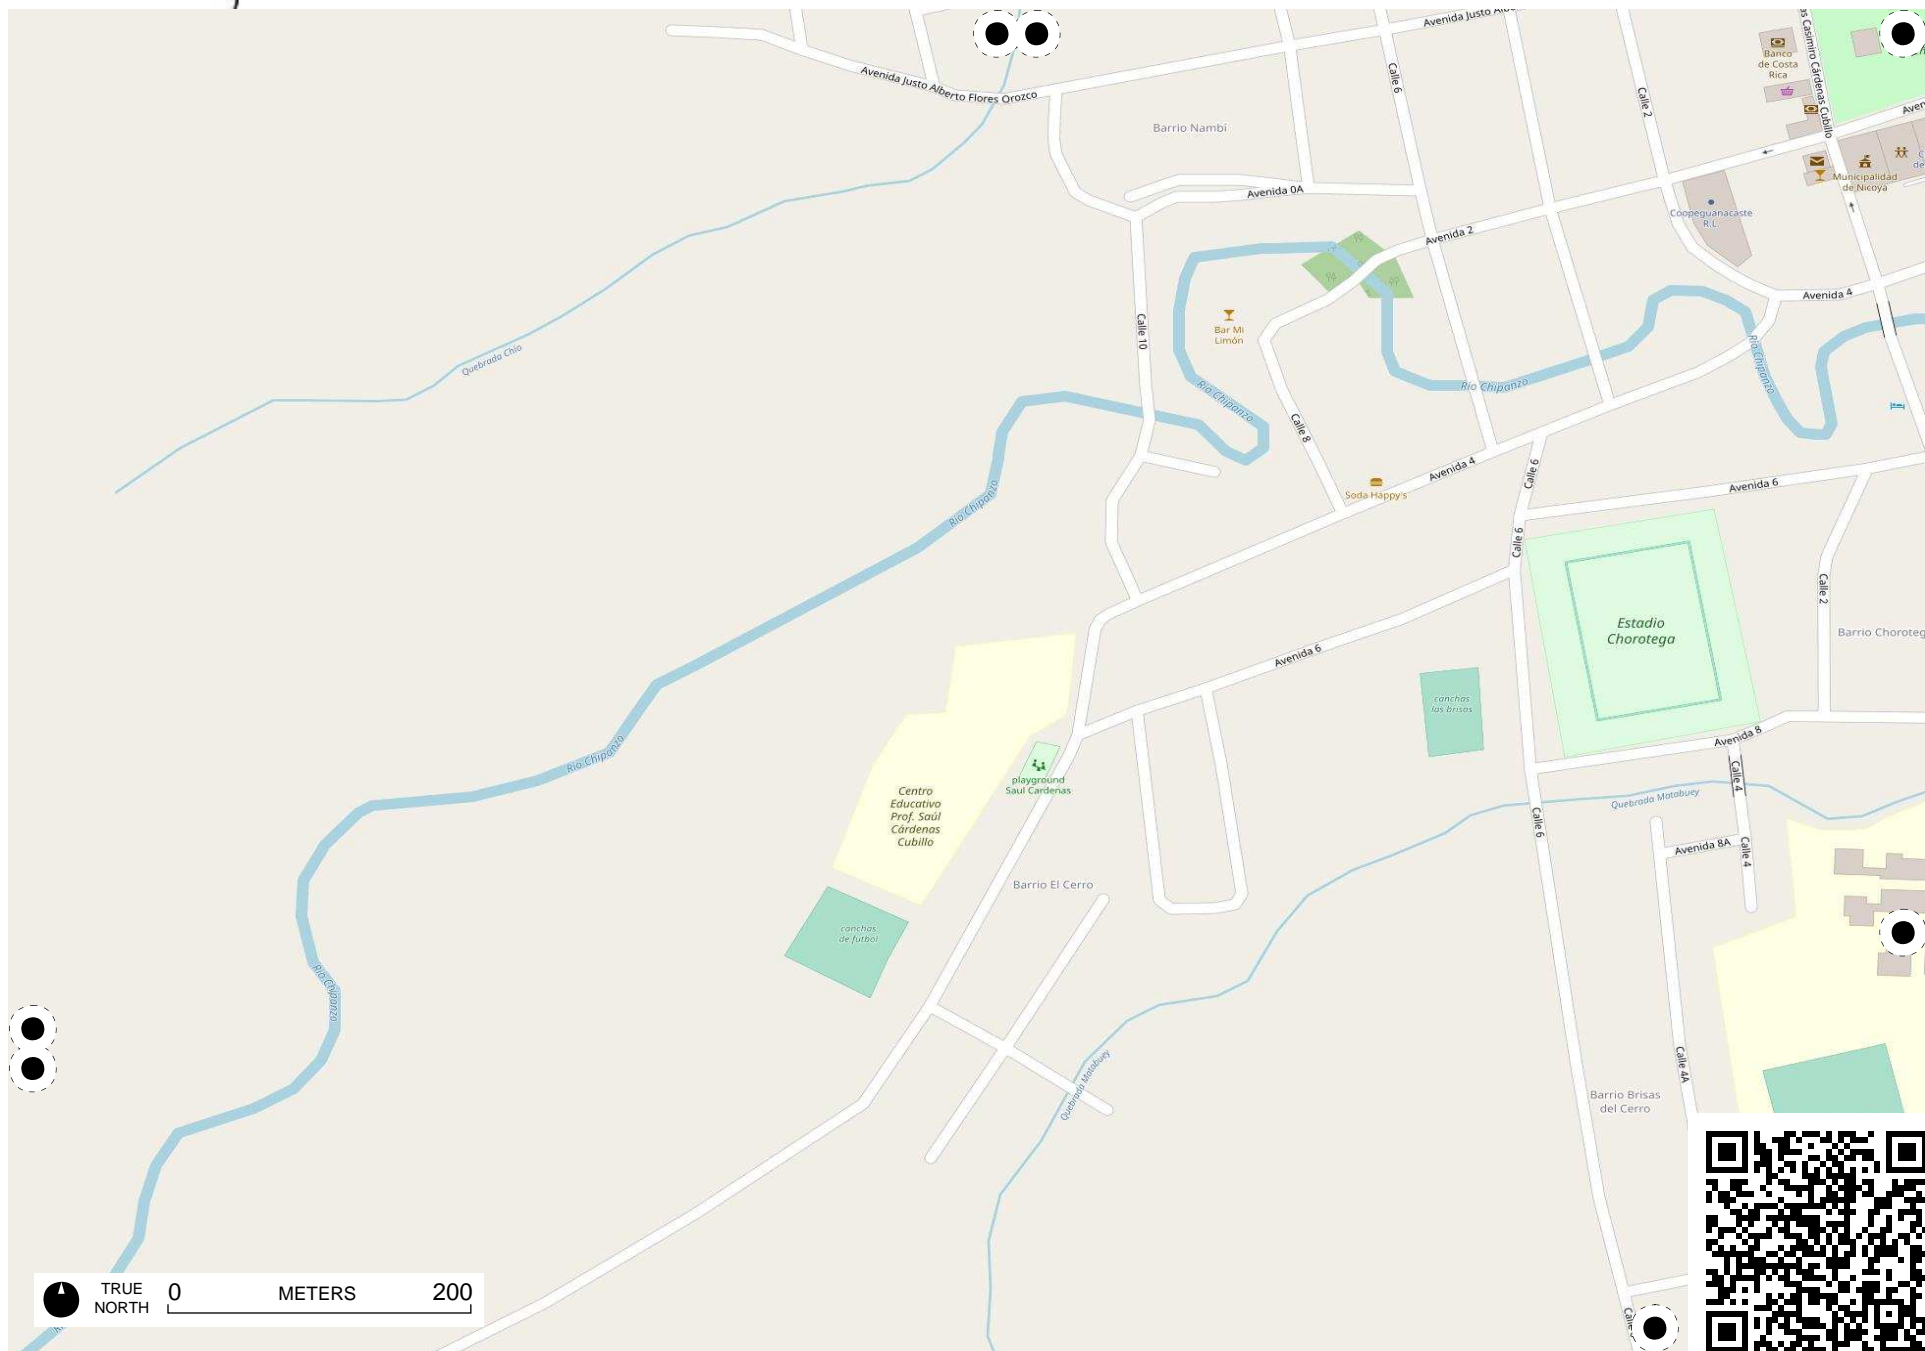 Avenida Justo Alberto Flores Orozco
Calle 6
Calle 2
Banco
de Costa
Rica
Casimiro Cárdenas Cubillo
Barrio Nambí
Avenida 0A
Avenida 2
Municipalidad
de Nicoya
Coopeguanacaste
R.L.
Avenida 4
Quebrada Chio
Calle 10
Bar Mi
Limón
Río Chipanzo
Río Chipanzo
Río Chipanzo
Calle 8
Avenida 4
Calle 6
Soda Happy's
Avenida 6
Río Chipanzo
Calle 6
Calle 2
Estadio
Chorotega
Barrio Choroteg
Avenida 6
canchas
las brisas
Río Chipanzo
Avenida 8
playground
Saul Cardenas
Calle 4
Centro
Educativo
Prof. Saúl
Cárdenas
Cubillo
Quebrada Matabuey
Calle 6
Avenida 8A
Calle 4
Barrio El Cerro
canchas
de futbol
Río Chipanzo
Quebrada Matabuey
Calle 4A
Barrio Brisas
del Cerro
TRUE
NORTH
0 METERS 200